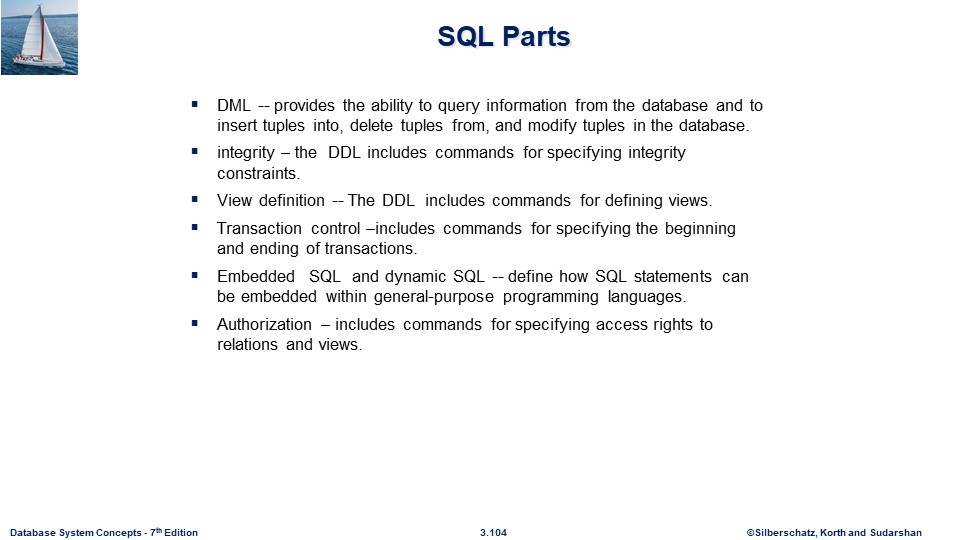 SQL Parts
▪ DML -- provides the ability to query information from the database and to
insert tuples into, delete tuples from, and modify tuples in the database.
▪ integrity – the DDL includes commands for specifying integrity
constraints.
▪ View definition -- The DDL includes commands for defining views.
▪ Transaction control –includes commands for specifying the beginning
and ending of transactions.
▪ Embedded SQL and dynamic SQL -- define how SQL statements can
be embedded within general-purpose programming languages.
▪ Authorization – includes commands for specifying access rights to
relations and views.
Database System Concepts - 7th Edition 3.104 ©Silberschatz, Korth and Sudarshan